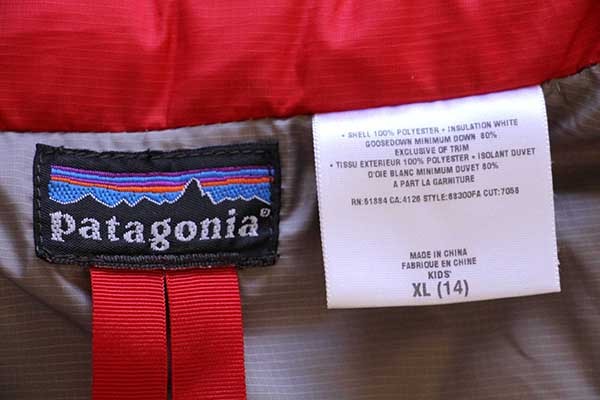 patagonia®
• SHELL 100% POLYESTER • INSULATION WHITE
GOOSEDOWN MINIMUM DOWN 80%
EXCLUSIVE OF TRIM
• TISSU EXTERIEUR 100% POLYESTER • ISOLANT DUVET
D'OIE BLANC MINIMUM DUVET 80%
A PART LA GARNITURE
RN:51884 CA:4126 STYLE:68300FA CUT:7058
MADE IN CHINA
FABRIQUE EN CHINE
KIDS'
XL (14)